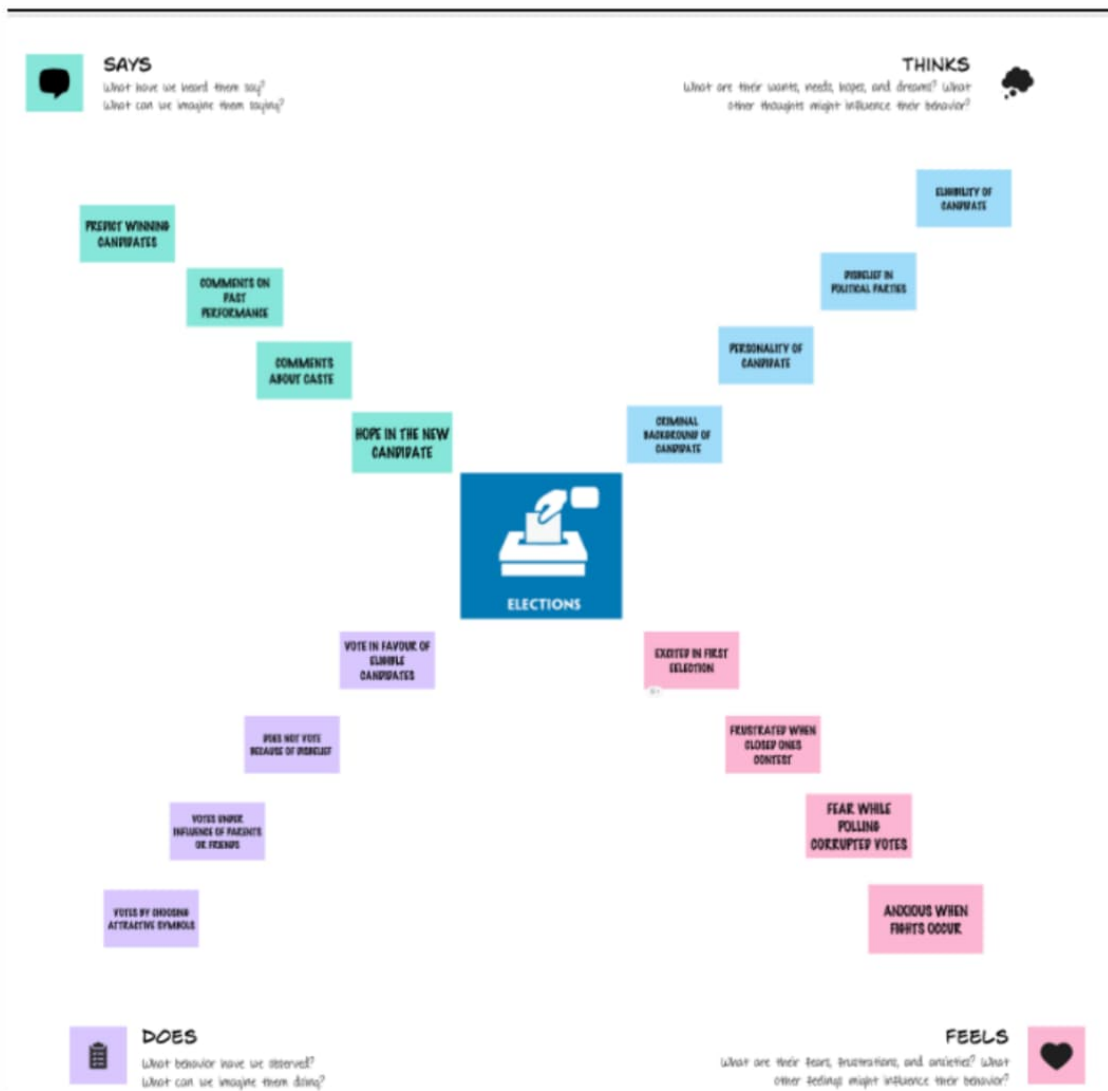 SAYS
What have we heard them say?
What can we imagine them saying?
THINKS
What are their wants, needs, hopes, and dreams? What
other thoughts might influence their behavior?
PREDICT WINNING
CANDIDATES
COMMENTS ON
PAST
PERFORMANCE
COMMENTS
ABOUT CASTE
HOPE IN THE NEW
CANDIDATE
ELIGIBILITY OF
CANDIDATE
DISBELIEF IN
POLITICAL PARTIES
PERSONALITY OF
CANDIDATE
CRIMINAL
BACKGROUND OF
CANDIDATE
ELECTIONS
VOTE IN FAVOUR OF
ELIGIBLE
CANDIDATES
DOES NOT VOTE
BECAUSE OF DISBELIEF
VOTES UNDER
INFLUENCE OF PARENTS
OR FRIENDS
VOTES BY CHOOSING
ATTRACTIVE SYMBOLS
EXCITED IN FIRST
ELECTION
FRUSTRATED WHEN
CLOSED ONES
CONTEST
FEAR WHILE
POLLING
CORRUPTED VOTES
ANXIOUS WHEN
FIGHTS OCCUR
DOES
What behavior have we observed?
What can we imagine them doing?
FEELS
What are their fears, frustrations, and anxieties? What
other feelings might influence their behavior?